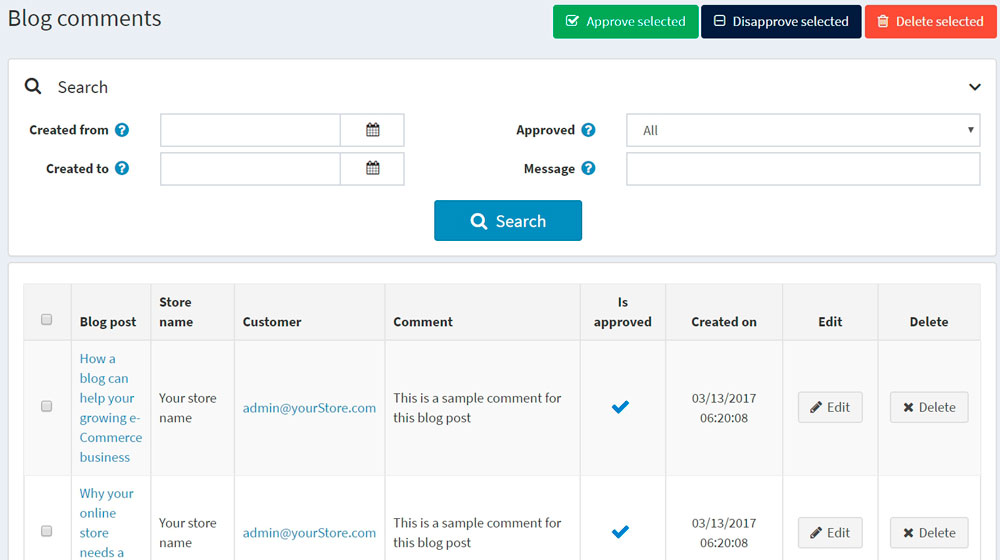 Blog comments
Approve selected
Disapprove selected
Delete selected
Search
Created from
Approved
All
Created to
Message
Search
Blog post
Store
name
Customer
Comment
Is
approved
Created on
Edit
Delete
How a
blog can
help your
growing e-
Commerce
business
Your store
name
admin@yourStore.com
This is a sample comment for
this blog post
03/13/2017
06:20:08
Edit
Delete
Why your
online
store
needs a
Your store
name
admin@yourStore.com
This is a sample comment for
this blog post
03/13/2017
06:20:08
Edit
Delete